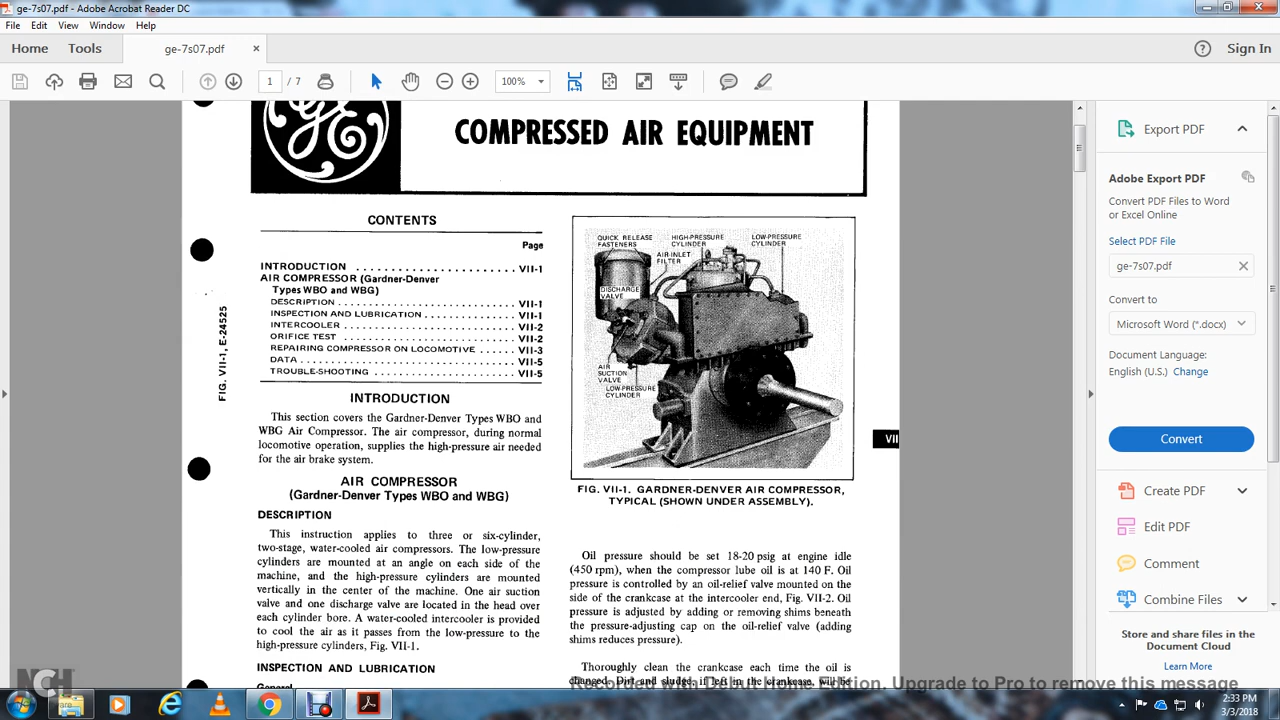 ge-7s07.pdf - Adobe Acrobat Reader DC
File Edit View Window Help
Home Tools ge-7s07.pdf × Sign In
1 / 7 100%
GE
COMPRESSED AIR EQUIPMENT
CONTENTS
Page
INTRODUCTION . . . . . . . . . . . . . . . . . . . . . . . VII-1
AIR COMPRESSOR (Gardner-Denver
Types WBO and WBG)
DESCRIPTION . . . . . . . . . . . . . . . . . . . . . . . . . VII-1
INSPECTION AND LUBRICATION . . . . . . . . . . . . VII-1
INTERCOOLER . . . . . . . . . . . . . . . . . . . . . . . . VII-2
ORIFICE TEST . . . . . . . . . . . . . . . . . . . . . . . . . VII-2
REPAIRING COMPRESSOR ON LOCOMOTIVE . . . . . . VII-3
DATA . . . . . . . . . . . . . . . . . . . . . . . . . . . . . . . VII-5
TROUBLE-SHOOTING . . . . . . . . . . . . . . . . . . . VII-5
FIG. VII-1, E-24525
INTRODUCTION
This section covers the Gardner-Denver Types WBO and
WBG Air Compressor. The air compressor, during normal
locomotive operation, supplies the high-pressure air needed
for the air brake system.
AIR COMPRESSOR
(Gardner-Denver Types WBO and WBG)
DESCRIPTION
This instruction applies to three or six-cylinder,
two-stage, water-cooled air compressors. The low-pressure
cylinders are mounted at an angle on each side of the
machine, and the high-pressure cylinders are mounted
vertically in the center of the machine. One air suction
valve and one discharge valve are located in the head over
each cylinder bore. A water-cooled intercooler is provided
to cool the air as it passes from the low-pressure to the
high-pressure cylinders, Fig. VII-1.
INSPECTION AND LUBRICATION
General
QUICK RELEASE
FASTENERS
HIGH-PRESSURE
CYLINDER
LOW-PRESSURE
CYLINDER
AIR-INLET
FILTER
DISCHARGE
VALVE
AIR
SUCTION
VALVE
LOW-PRESSURE
CYLINDER
FIG. VII-1. GARDNER-DENVER AIR COMPRESSOR,
TYPICAL (SHOWN UNDER ASSEMBLY).
VII
Oil pressure should be set 18-20 psig at engine idle
(450 rpm), when the compressor lube oil is at 140 F. Oil
pressure is controlled by an oil-relief valve mounted on the
side of the crankcase at the intercooler end, Fig. VII-2. Oil
pressure is adjusted by adding or removing shims beneath
the pressure-adjusting cap on the oil-relief valve (adding
shims reduces pressure).
Thoroughly clean the crankcase each time the oil is
changed. Dirt and sludge, if left in the crankcase, will be
Export PDF
Adobe Export PDF
Convert PDF Files to Word
or Excel Online
Select PDF File
ge-7s07.pdf
Convert to
Microsoft Word (*.docx)
Document Language:
English (U.S.) Change
Convert
Create PDF
Edit PDF
Comment
Combine Files
Store and share files in the
Document Cloud
Learn More
NCH
2:33 PM
3/3/2018